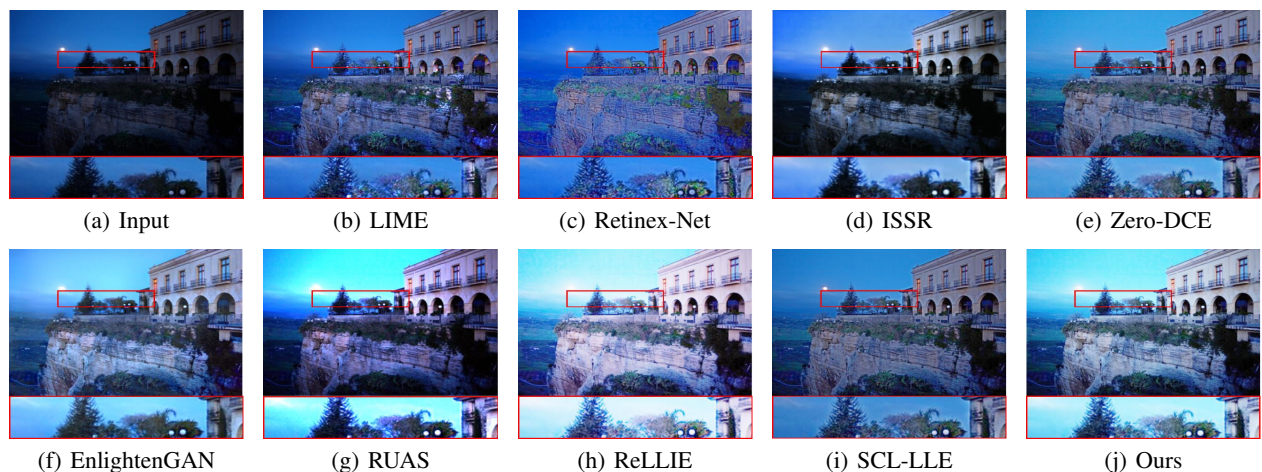 (a) Input (b) LIME (c) Retinex-Net (d) ISSR (e) Zero-DCE
(f) EnlightenGAN (g) RUAS (h) ReLLIE (i) SCL-LLE (j) Ours